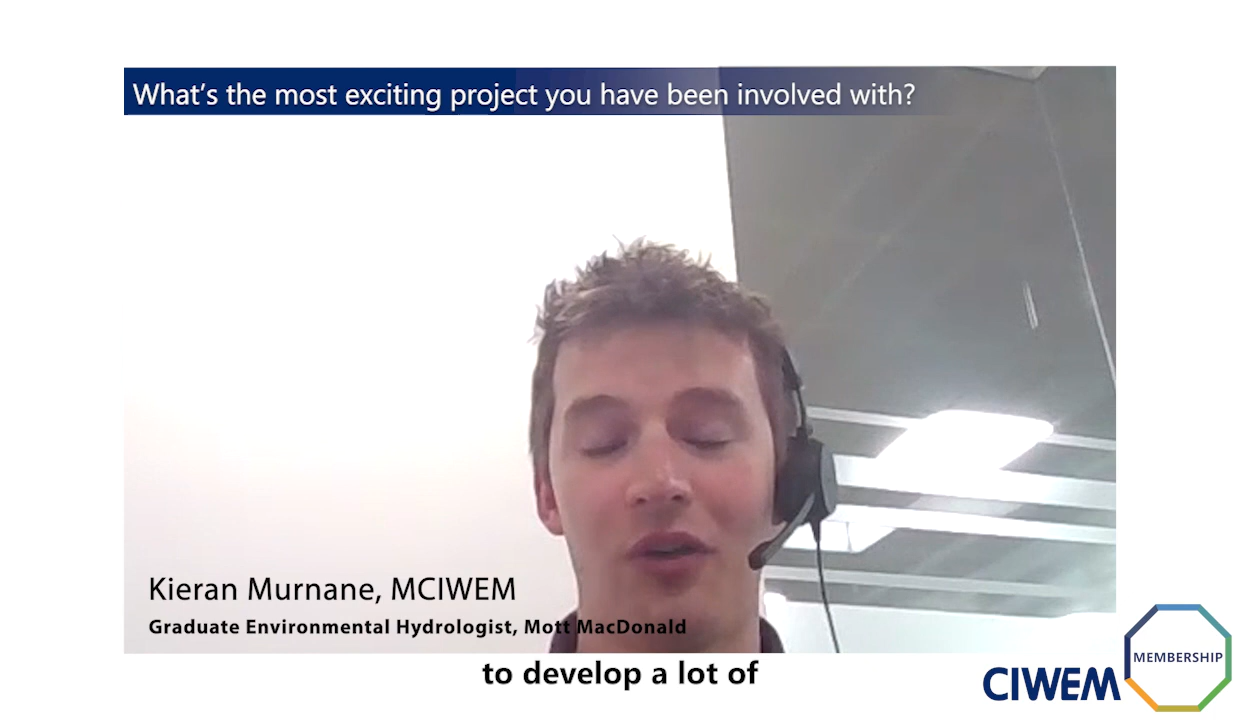 What's the most exciting project you have been involved with?
Kieran Murnane, MCIWEM
Graduate Environmental Hydrologist, Mott MacDonald
to develop a lot of
CIWEM
MEMBERSHIP